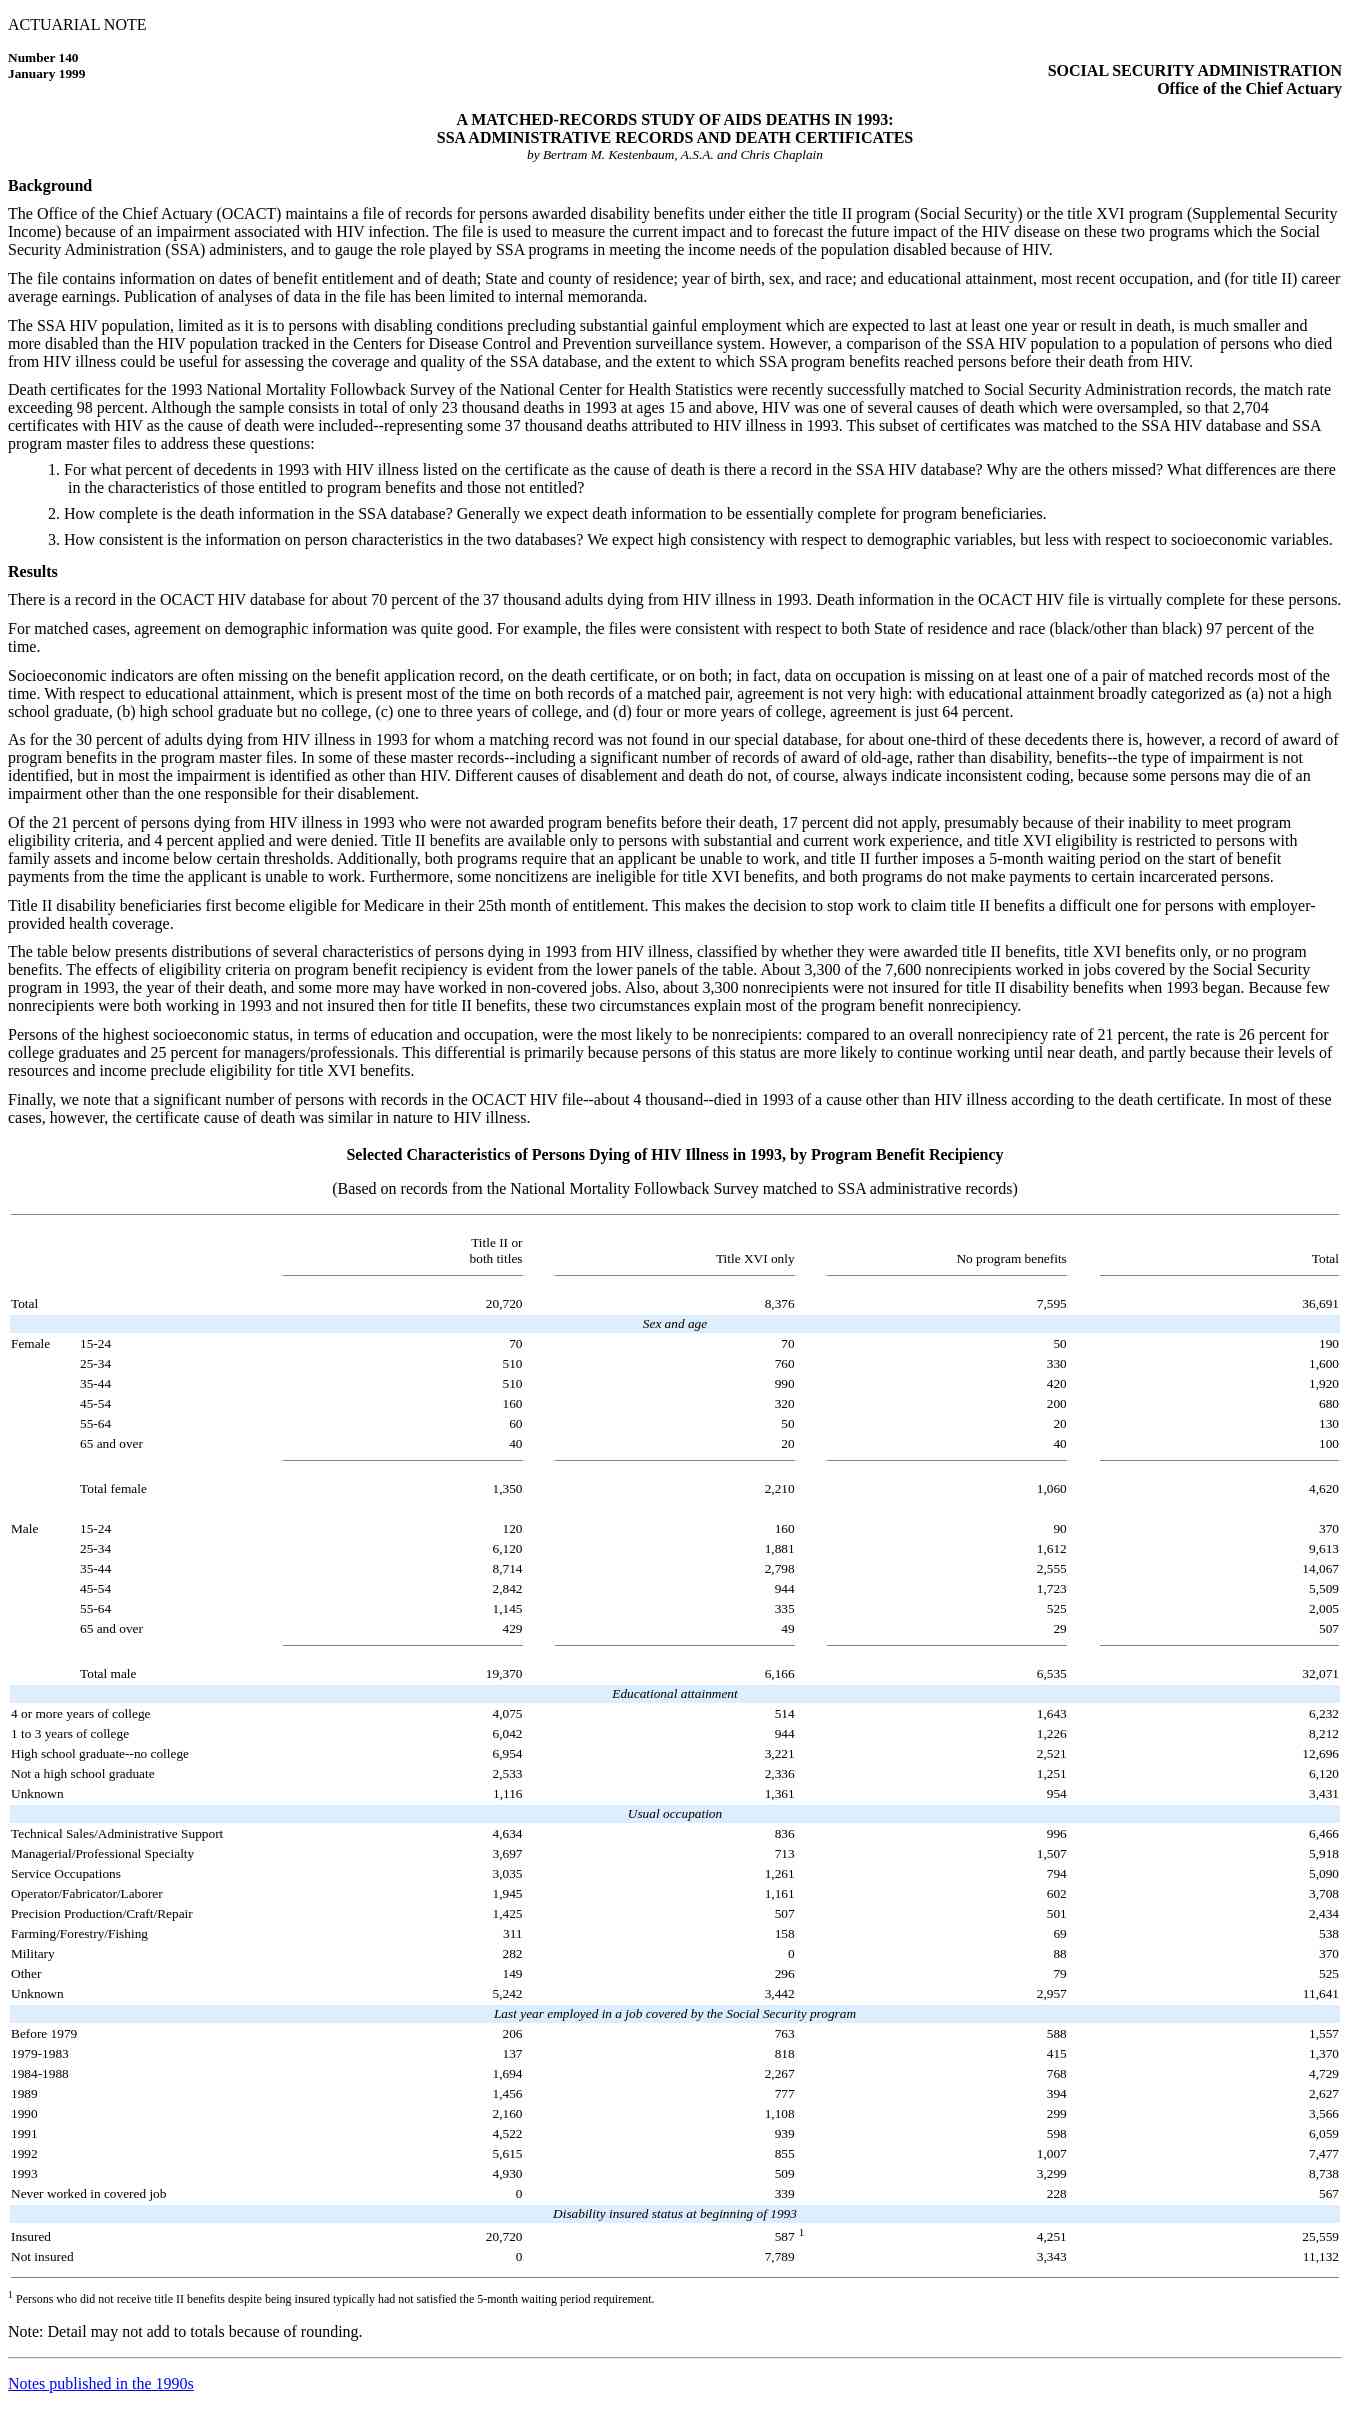 ACTUARIAL NOTE
Number 140
January 1999
SOCIAL SECURITY ADMINISTRATION
Office of the Chief Actuary
A MATCHED-RECORDS STUDY OF AIDS DEATHS IN 1993:
SSA ADMINISTRATIVE RECORDS AND DEATH CERTIFICATES
by Bertram M. Kestenbaum, A.S.A. and Chris Chaplain
Background
The Office of the Chief Actuary (OCACT) maintains a file of records for persons awarded disability benefits under either the title II program (Social Security) or the title XVI program (Supplemental Security
Income) because of an impairment associated with HIV infection. The file is used to measure the current impact and to forecast the future impact of the HIV disease on these two programs which the Social
Security Administration (SSA) administers, and to gauge the role played by SSA programs in meeting the income needs of the population disabled because of HIV.
The file contains information on dates of benefit entitlement and of death; State and county of residence; year of birth, sex, and race; and educational attainment, most recent occupation, and (for title II) career
average earnings. Publication of analyses of data in the file has been limited to internal memoranda.
The SSA HIV population, limited as it is to persons with disabling conditions precluding substantial gainful employment which are expected to last at least one year or result in death, is much smaller and
more disabled than the HIV population tracked in the Centers for Disease Control and Prevention surveillance system. However, a comparison of the SSA HIV population to a population of persons who died
from HIV illness could be useful for assessing the coverage and quality of the SSA database, and the extent to which SSA program benefits reached persons before their death from HIV.
Death certificates for the 1993 National Mortality Followback Survey of the National Center for Health Statistics were recently successfully matched to Social Security Administration records, the match rate
exceeding 98 percent. Although the sample consists in total of only 23 thousand deaths in 1993 at ages 15 and above, HIV was one of several causes of death which were oversampled, so that 2,704
certificates with HIV as the cause of death were included--representing some 37 thousand deaths attributed to HIV illness in 1993. This subset of certificates was matched to the SSA HIV database and SSA
program master files to address these questions:
1. For what percent of decedents in 1993 with HIV illness listed on the certificate as the cause of death is there a record in the SSA HIV database? Why are the others missed? What differences are there
in the characteristics of those entitled to program benefits and those not entitled?
2. How complete is the death information in the SSA database? Generally we expect death information to be essentially complete for program beneficiaries.
3. How consistent is the information on person characteristics in the two databases? We expect high consistency with respect to demographic variables, but less with respect to socioeconomic variables.
Results
There is a record in the OCACT HIV database for about 70 percent of the 37 thousand adults dying from HIV illness in 1993. Death information in the OCACT HIV file is virtually complete for these persons.
For matched cases, agreement on demographic information was quite good. For example, the files were consistent with respect to both State of residence and race (black/other than black) 97 percent of the
time.
Socioeconomic indicators are often missing on the benefit application record, on the death certificate, or on both; in fact, data on occupation is missing on at least one of a pair of matched records most of the
time. With respect to educational attainment, which is present most of the time on both records of a matched pair, agreement is not very high: with educational attainment broadly categorized as (a) not a high
school graduate, (b) high school graduate but no college, (c) one to three years of college, and (d) four or more years of college, agreement is just 64 percent.
As for the 30 percent of adults dying from HIV illness in 1993 for whom a matching record was not found in our special database, for about one-third of these decedents there is, however, a record of award of
program benefits in the program master files. In some of these master records--including a significant number of records of award of old-age, rather than disability, benefits--the type of impairment is not
identified, but in most the impairment is identified as other than HIV. Different causes of disablement and death do not, of course, always indicate inconsistent coding, because some persons may die of an
impairment other than the one responsible for their disablement.
Of the 21 percent of persons dying from HIV illness in 1993 who were not awarded program benefits before their death, 17 percent did not apply, presumably because of their inability to meet program
eligibility criteria, and 4 percent applied and were denied. Title II benefits are available only to persons with substantial and current work experience, and title XVI eligibility is restricted to persons with
family assets and income below certain thresholds. Additionally, both programs require that an applicant be unable to work, and title II further imposes a 5-month waiting period on the start of benefit
payments from the time the applicant is unable to work. Furthermore, some noncitizens are ineligible for title XVI benefits, and both programs do not make payments to certain incarcerated persons.
Title II disability beneficiaries first become eligible for Medicare in their 25th month of entitlement. This makes the decision to stop work to claim title II benefits a difficult one for persons with employer-
provided health coverage.
The table below presents distributions of several characteristics of persons dying in 1993 from HIV illness, classified by whether they were awarded title II benefits, title XVI benefits only, or no program
benefits. The effects of eligibility criteria on program benefit recipiency is evident from the lower panels of the table. About 3,300 of the 7,600 nonrecipients worked in jobs covered by the Social Security
program in 1993, the year of their death, and some more may have worked in non-covered jobs. Also, about 3,300 nonrecipients were not insured for title II disability benefits when 1993 began. Because few
nonrecipients were both working in 1993 and not insured then for title II benefits, these two circumstances explain most of the program benefit nonrecipiency.
Persons of the highest socioeconomic status, in terms of education and occupation, were the most likely to be nonrecipients: compared to an overall nonrecipiency rate of 21 percent, the rate is 26 percent for
college graduates and 25 percent for managers/professionals. This differential is primarily because persons of this status are more likely to continue working until near death, and partly because their levels of
resources and income preclude eligibility for title XVI benefits.
Finally, we note that a significant number of persons with records in the OCACT HIV file--about 4 thousand--died in 1993 of a cause other than HIV illness according to the death certificate. In most of these
cases, however, the certificate cause of death was similar in nature to HIV illness.
Selected Characteristics of Persons Dying of HIV Illness in 1993, by Program Benefit Recipiency
(Based on records from the National Mortality Followback Survey matched to SSA administrative records)
Title II or
both titles Title XVI only No program benefits Total
Total 20,720 8,376 7,595 36,691
Sex and age
Female 15-24 70 70 50 190
25-34 510 760 330 1,600
35-44 510 990 420 1,920
45-54 160 320 200 680
55-64 60 50 20 130
65 and over 40 20 40 100
Total female 1,350 2,210 1,060 4,620
Male 15-24 120 160 90 370
25-34 6,120 1,881 1,612 9,613
35-44 8,714 2,798 2,555 14,067
45-54 2,842 944 1,723 5,509
55-64 1,145 335 525 2,005
65 and over 429 49 29 507
Total male 19,370 6,166 6,535 32,071
Educational attainment
4 or more years of college 4,075 514 1,643 6,232
1 to 3 years of college 6,042 944 1,226 8,212
High school graduate--no college 6,954 3,221 2,521 12,696
Not a high school graduate 2,533 2,336 1,251 6,120
Unknown 1,116 1,361 954 3,431
Usual occupation
Technical Sales/Administrative Support 4,634 836 996 6,466
Managerial/Professional Specialty 3,697 713 1,507 5,918
Service Occupations 3,035 1,261 794 5,090
Operator/Fabricator/Laborer 1,945 1,161 602 3,708
Precision Production/Craft/Repair 1,425 507 501 2,434
Farming/Forestry/Fishing 311 158 69 538
Military 282 0 88 370
Other 149 296 79 525
Unknown 5,242 3,442 2,957 11,641
Last year employed in a job covered by the Social Security program
Before 1979 206 763 588 1,557
1979-1983 137 818 415 1,370
1984-1988 1,694 2,267 768 4,729
1989 1,456 777 394 2,627
1990 2,160 1,108 299 3,566
1991 4,522 939 598 6,059
1992 5,615 855 1,007 7,477
1993 4,930 509 3,299 8,738
Never worked in covered job 0 339 228 567
Disability insured status at beginning of 1993
Insured 20,720 587 1 4,251 25,559
Not insured 0 7,789 3,343 11,132
1 Persons who did not receive title II benefits despite being insured typically had not satisfied the 5-month waiting period requirement.
Note: Detail may not add to totals because of rounding.
Notes published in the 1990s